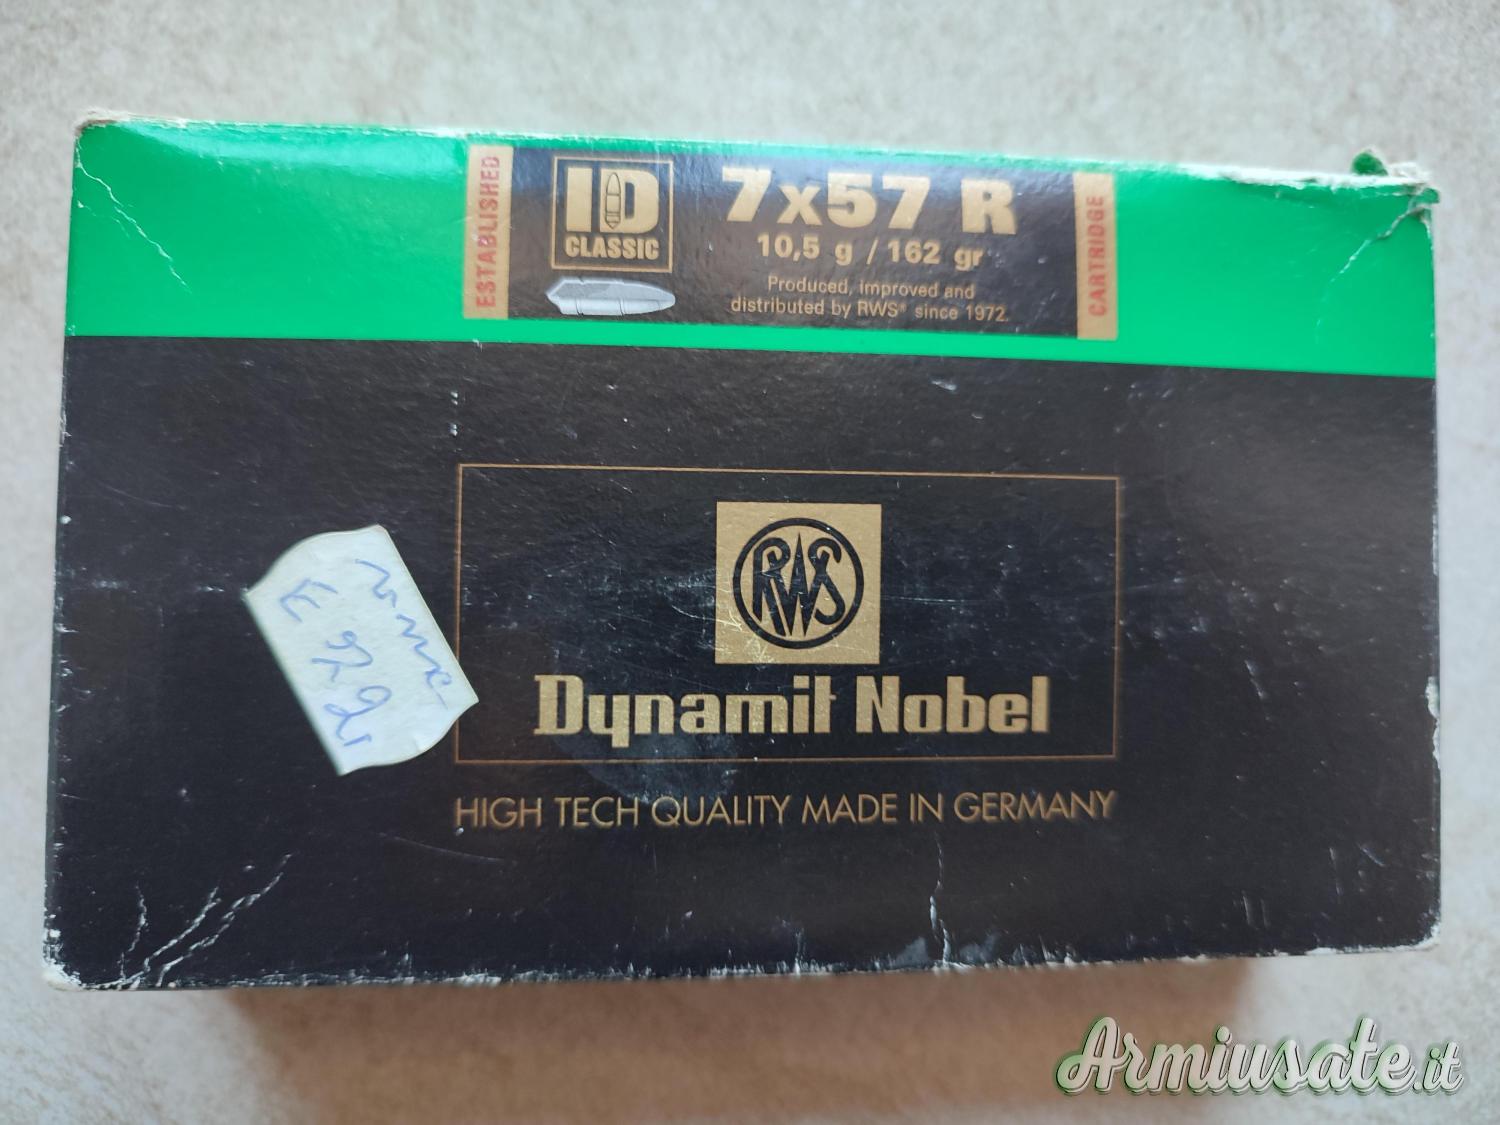 ESTABLISHED
ID
CLASSIC
7x57 R
10,5 g / 162 gr
Produced, improved and
distributed by RWS® since 1972.
CARTRIDGE
RWS
Dynamit Nobel
HIGH TECH QUALITY MADE IN GERMANY
Armiusate.it